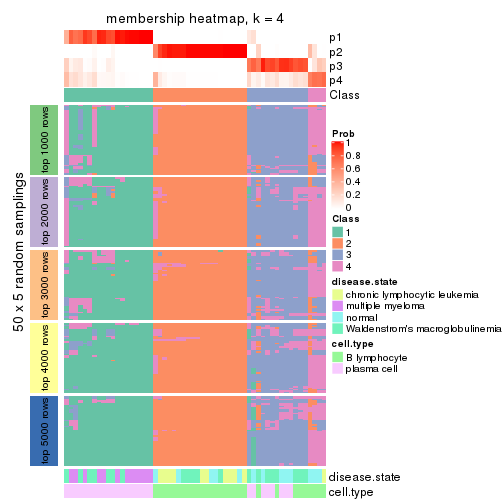 membership heatmap, k = 4
p1
p2
p3
p4
Class
50 x 5 random samplings
top 1000 rows
top 2000 rows
top 3000 rows
top 4000 rows
top 5000 rows
Prob
1
0.8
0.6
0.4
0.2
0
Class
1
2
3
4
disease.state
chronic lymphocytic leukemia
multiple myeloma
normal
Waldenstrom's macroglobulinemia
cell.type
B lymphocyte
plasma cell
disease.state
cell.type